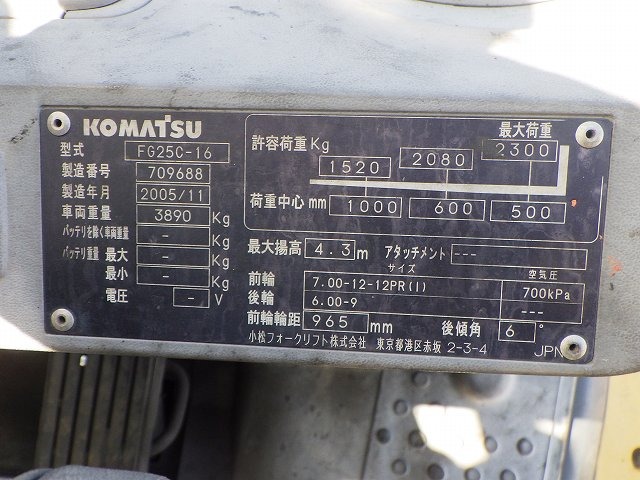 KOMATSU
型式 FG25C-16
製造番号 709688
製造年月 2005/11
車両重量 3890 Kg
バッテリを除く車両重量 - Kg
バッテリ重量 最大 - Kg
最小 - Kg
電圧 - V
最大荷重
許容荷重 Kg 1520 2080 2300
荷重中心 mm 1000 600 500
最大揚高 4.3 m アタッチメント ---
サイズ 空気圧
前輪 7.00-12-12PR(I) 700kPa
後輪 6.00-9 ---
前輪輪距 965 mm 後傾角 6 °
小松フォークリフト株式会社 東京都港区赤坂 2-3-4 JPN